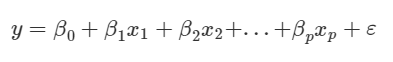 y = β₀ + β₁x₁ + β₂x₂+...+βₚxₚ + ε